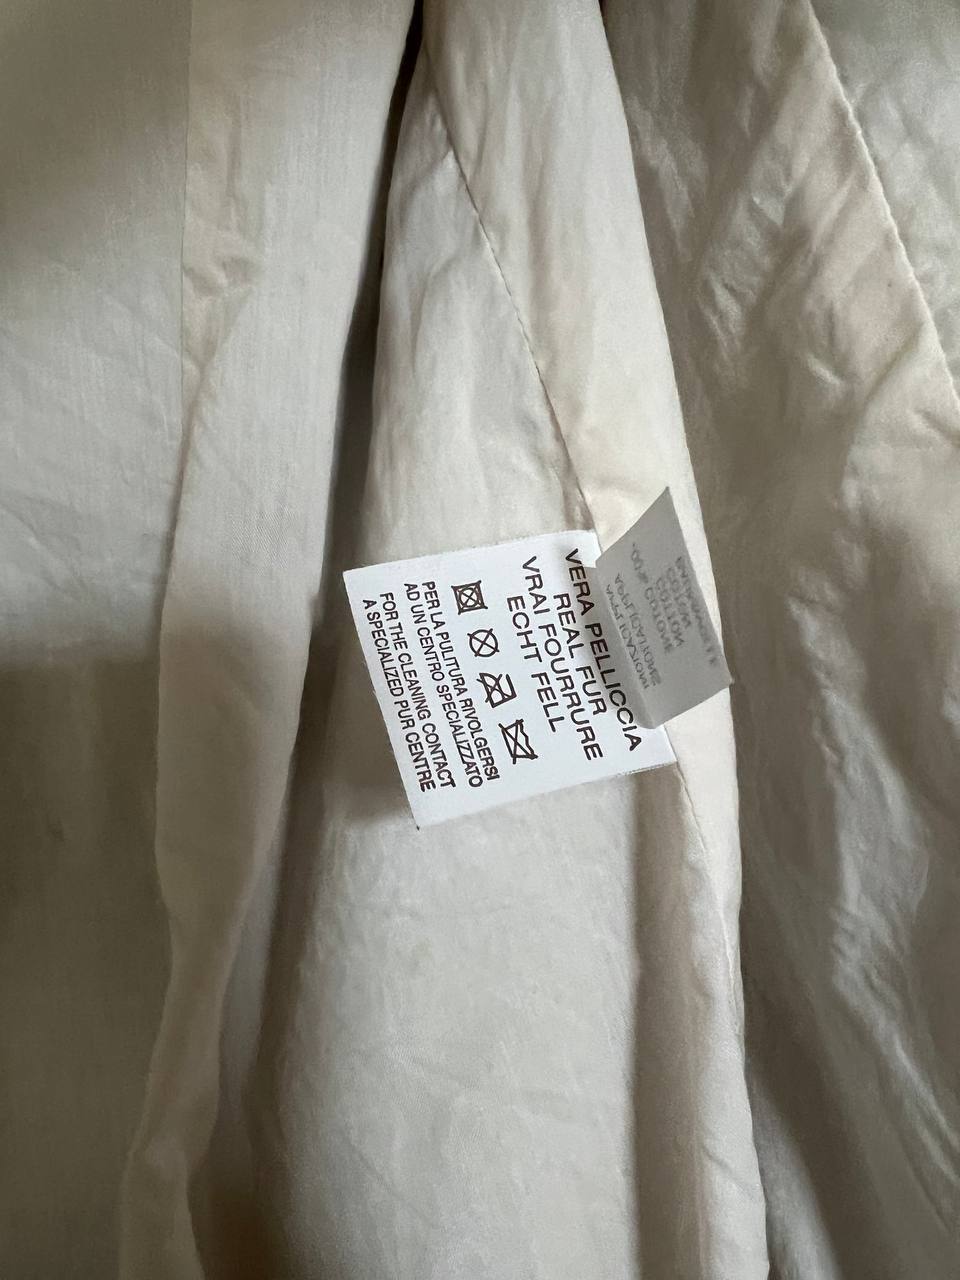 VERA PELLICCIA
REAL FUR
VRAI FOURRURE
ECHT FELL
PER LA PULITURA RIVOLGERSI
AD UN CENTRO SPECIALIZZATO
FOR THE CLEANING CONTACT
A SPECIALIZED PUR CENTRE